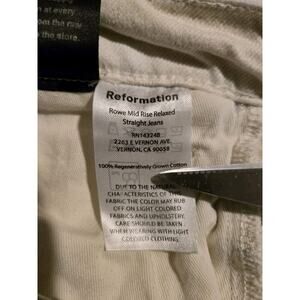 at every
the raw
o the store.
Reformation
Rowe Mid Rise Relaxed
Straight Jeans
RN143248
2263 E VERNON AVE.
VERNON, CA 90058
100% Regeneratively Grown Cotton
DUE TO THE NATURAL
CHARACTERISTICS OF THIS
FABRIC THE COLOR MAY RUB
OFF ON LIGHT COLORED
FABRICS AND UPHOLSTERY.
CARE SHOULD BE TAKEN
WHEN WEARING WITH LIGHT
COLORED CLOTHING.